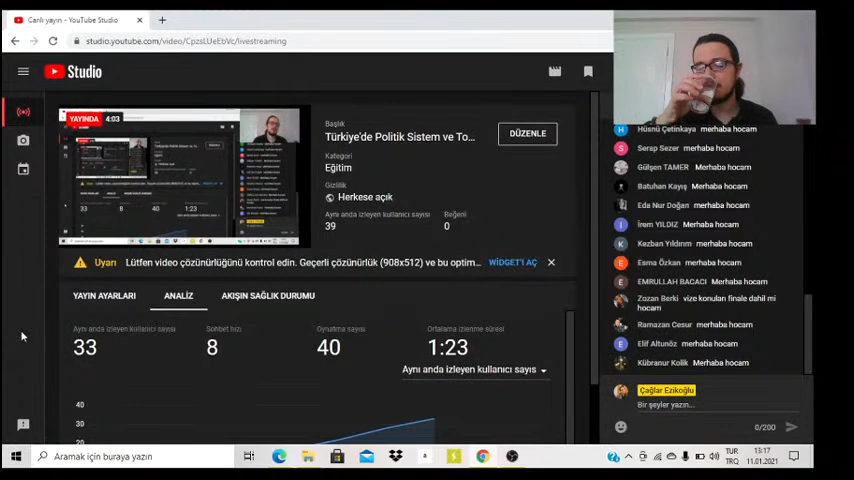 Canlı yayın - YouTube Studio
studio.youtube.com/video/CpzsLUeEbVc/livestreaming
Studio
YAYINDA 4:03
Başlık
Türkiye'de Politik Sistem ve To...
DÜZENLE
Kategori
Eğitim
Gizlilik
Herkese açık
Aynı anda izleyen kullanıcı sayısı
Beğeni
39
0
Uyarı Lütfen video çözünürlüğünü kontrol edin. Geçerli çözünürlük (908x512) ve bu optim...
WIDGET'I AÇ
YAYIN AYARLARI
ANALİZ
AKIŞIN SAĞLIK DURUMU
Aynı anda izleyen kullanıcı sayısı
Sohbet hızı
Oynatma sayısı
Ortalama izlenme süresi
33
8
40
1:23
Aynı anda izleyen kullanıcı sayıs
40
30
20
Hüsnü Çetinkaya merhaba hocam
Serap Sezer Merhaba hocam
Gülşen TAMER Merhaba hocam
Batuhan Kayış Merhaba hocam
Eda Nur Doğan Merhaba hocam
İrem YILDIZ Merhaba hocam
Kezban Yıldırım merhaba hocam
Esma Özkan Merhaba hocam
EMRULLAH BACACI Merhaba hocam
Zozan Berki vize konuları finale dahil mi
hocam
Ramazan Cesur merhaba hocam
Elif Altunöz merhaba hocam
Kübranur Kolik Merhaba hocam
Çağlar Ezikoğlu
Bir şeyler yazın...
0/200
Aramak için buraya yazın
TUR
TRQ
13:17
11.01.2021